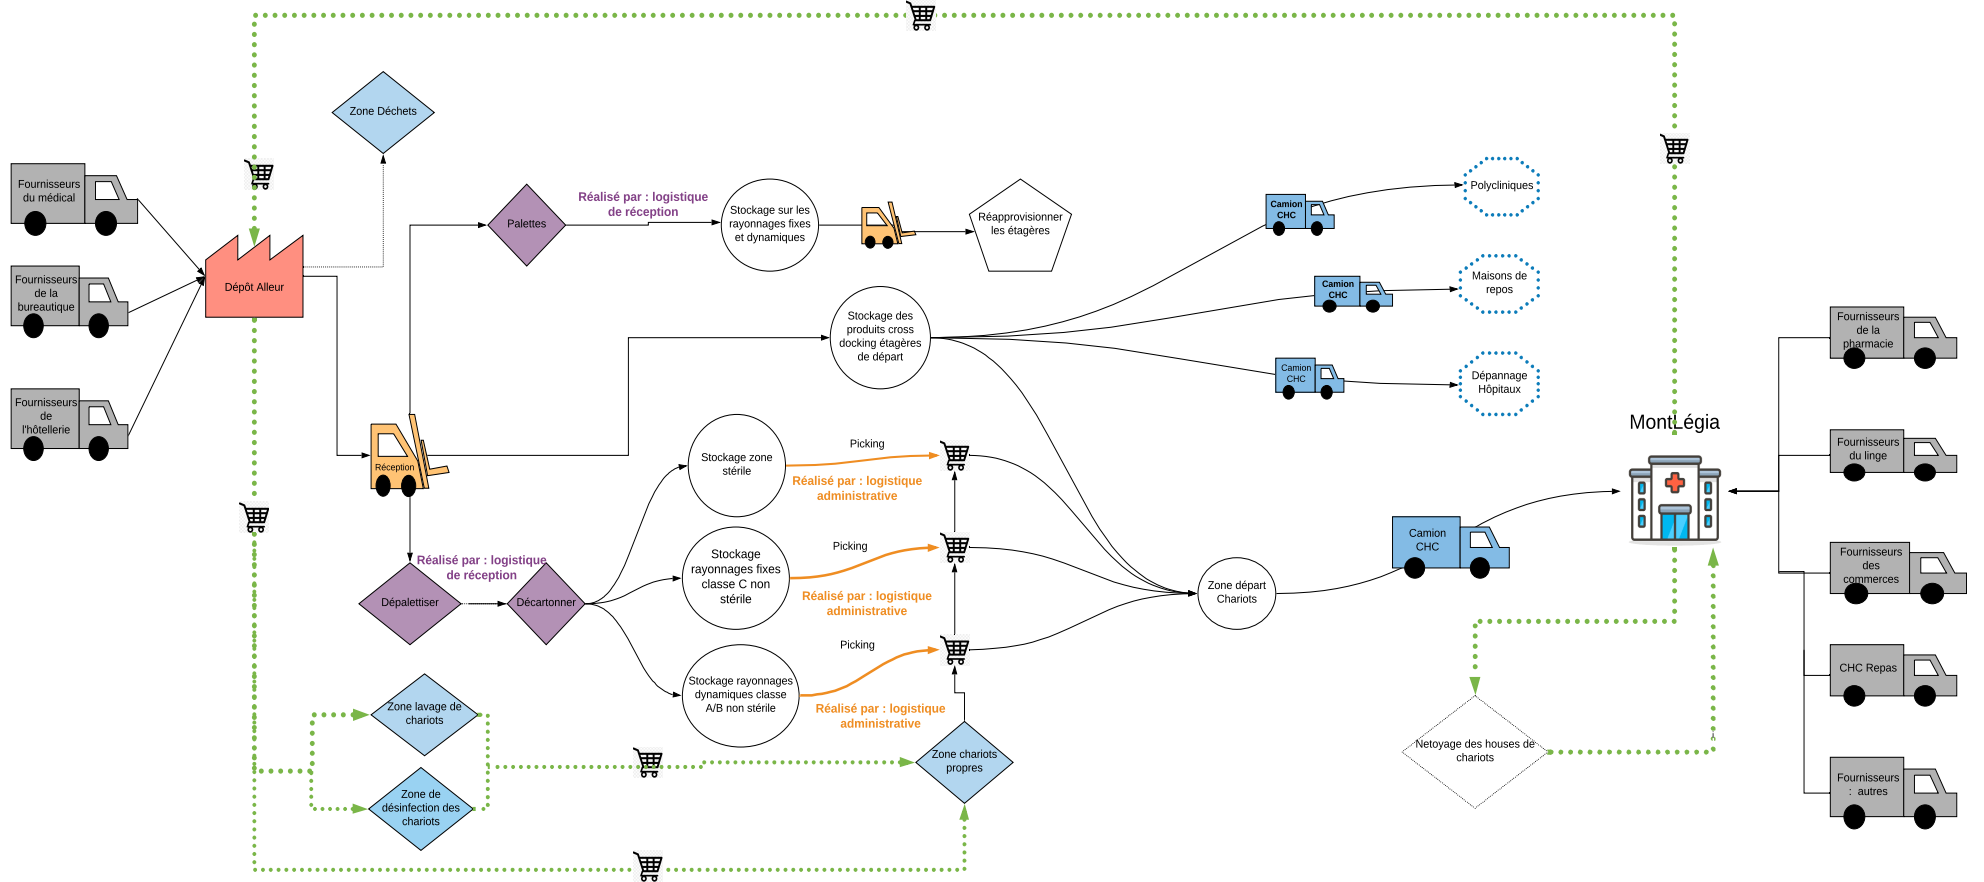 Zone Déchets
Fournisseurs
du médical
Fournisseurs
de la
bureautique
Fournisseurs
de
l'hôtellerie
Dépôt Alleur
Réception
Palettes
Réalisé par : logistique
de réception
Stockage sur les
rayonnages fixes
et dynamiques
Réapprovisionner
les étagères
Stockage des
produits cross
docking étagères
de départ
Camion
CHC
Polycliniques
Camion
CHC
Maisons de
repos
Camion
CHC
Dépannage
Hôpitaux
Réalisé par : logistique
de réception
Dépalettiser
Décartonner
Stockage zone
stérile
Picking
Réalisé par : logistique
administrative
Stockage
rayonnages fixes
classe C non
stérile
Picking
Réalisé par : logistique
administrative
Stockage rayonnages
dynamiques classe
A/B non stérile
Picking
Réalisé par : logistique
administrative
Zone lavage de
chariots
Zone de
désinfection des
chariots
Zone chariots
propres
Zone départ
Chariots
Camion
CHC
MontLégia
Netoyage des houses de
chariots
Fournisseurs
de la
pharmacie
Fournisseurs
du linge
Fournisseurs
des
commerces
CHC Repas
Fournisseurs
: autres